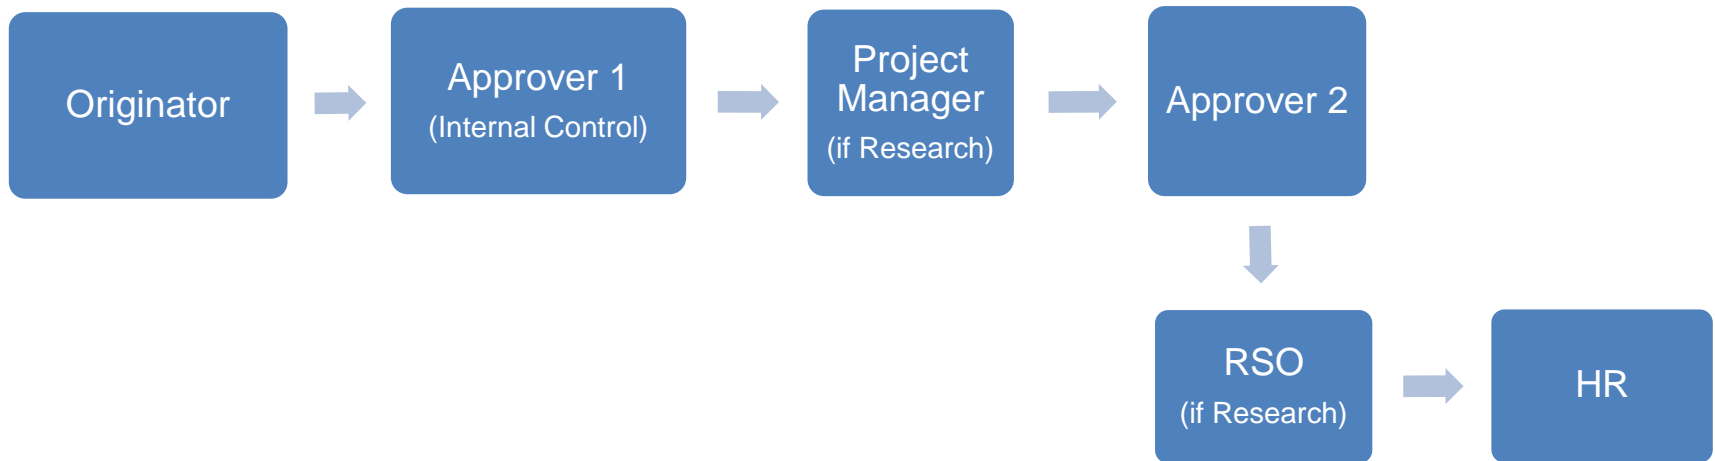 Originator
Approver 1
(Internal Control)
Project
Manager
(if Research)
Approver 2
RSO
(if Research)
HR